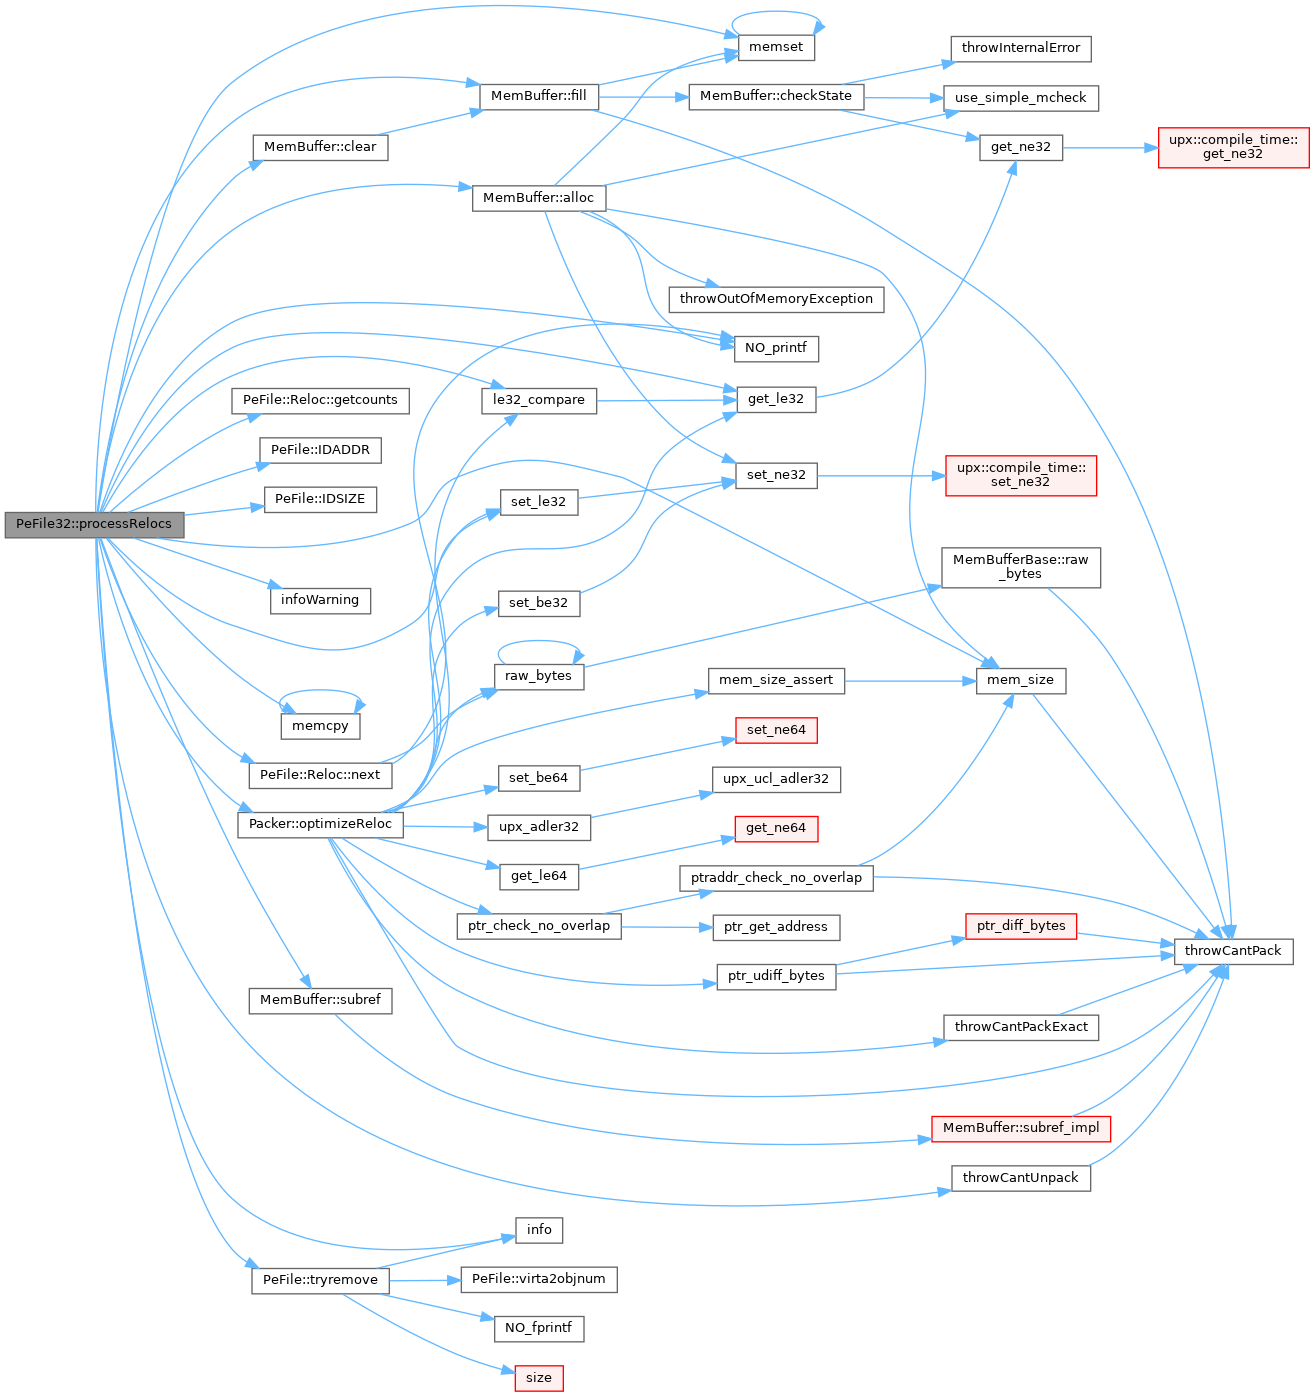 memset
throwInternalError
MemBuffer::fill
MemBuffer::checkState
use_simple_mcheck
MemBuffer::clear
get_ne32
upx::compile_time::
get_ne32
MemBuffer::alloc
throwOutOfMemoryException
NO_printf
PeFile::Reloc::getcounts
le32_compare
get_le32
PeFile::IDADDR
set_ne32
upx::compile_time::
set_ne32
PeFile::IDSIZE
set_le32
PeFile32::processRelocs
MemBufferBase::raw
_bytes
infoWarning
set_be32
raw_bytes
mem_size_assert
mem_size
memcpy
set_ne64
PeFile::Reloc::next
set_be64
upx_ucl_adler32
Packer::optimizeReloc
upx_adler32
get_ne64
get_le64
ptraddr_check_no_overlap
ptr_check_no_overlap
ptr_get_address
ptr_diff_bytes
throwCantPack
ptr_udiff_bytes
MemBuffer::subref
throwCantPackExact
MemBuffer::subref_impl
throwCantUnpack
info
PeFile::tryremove
PeFile::virta2objnum
NO_fprintf
size